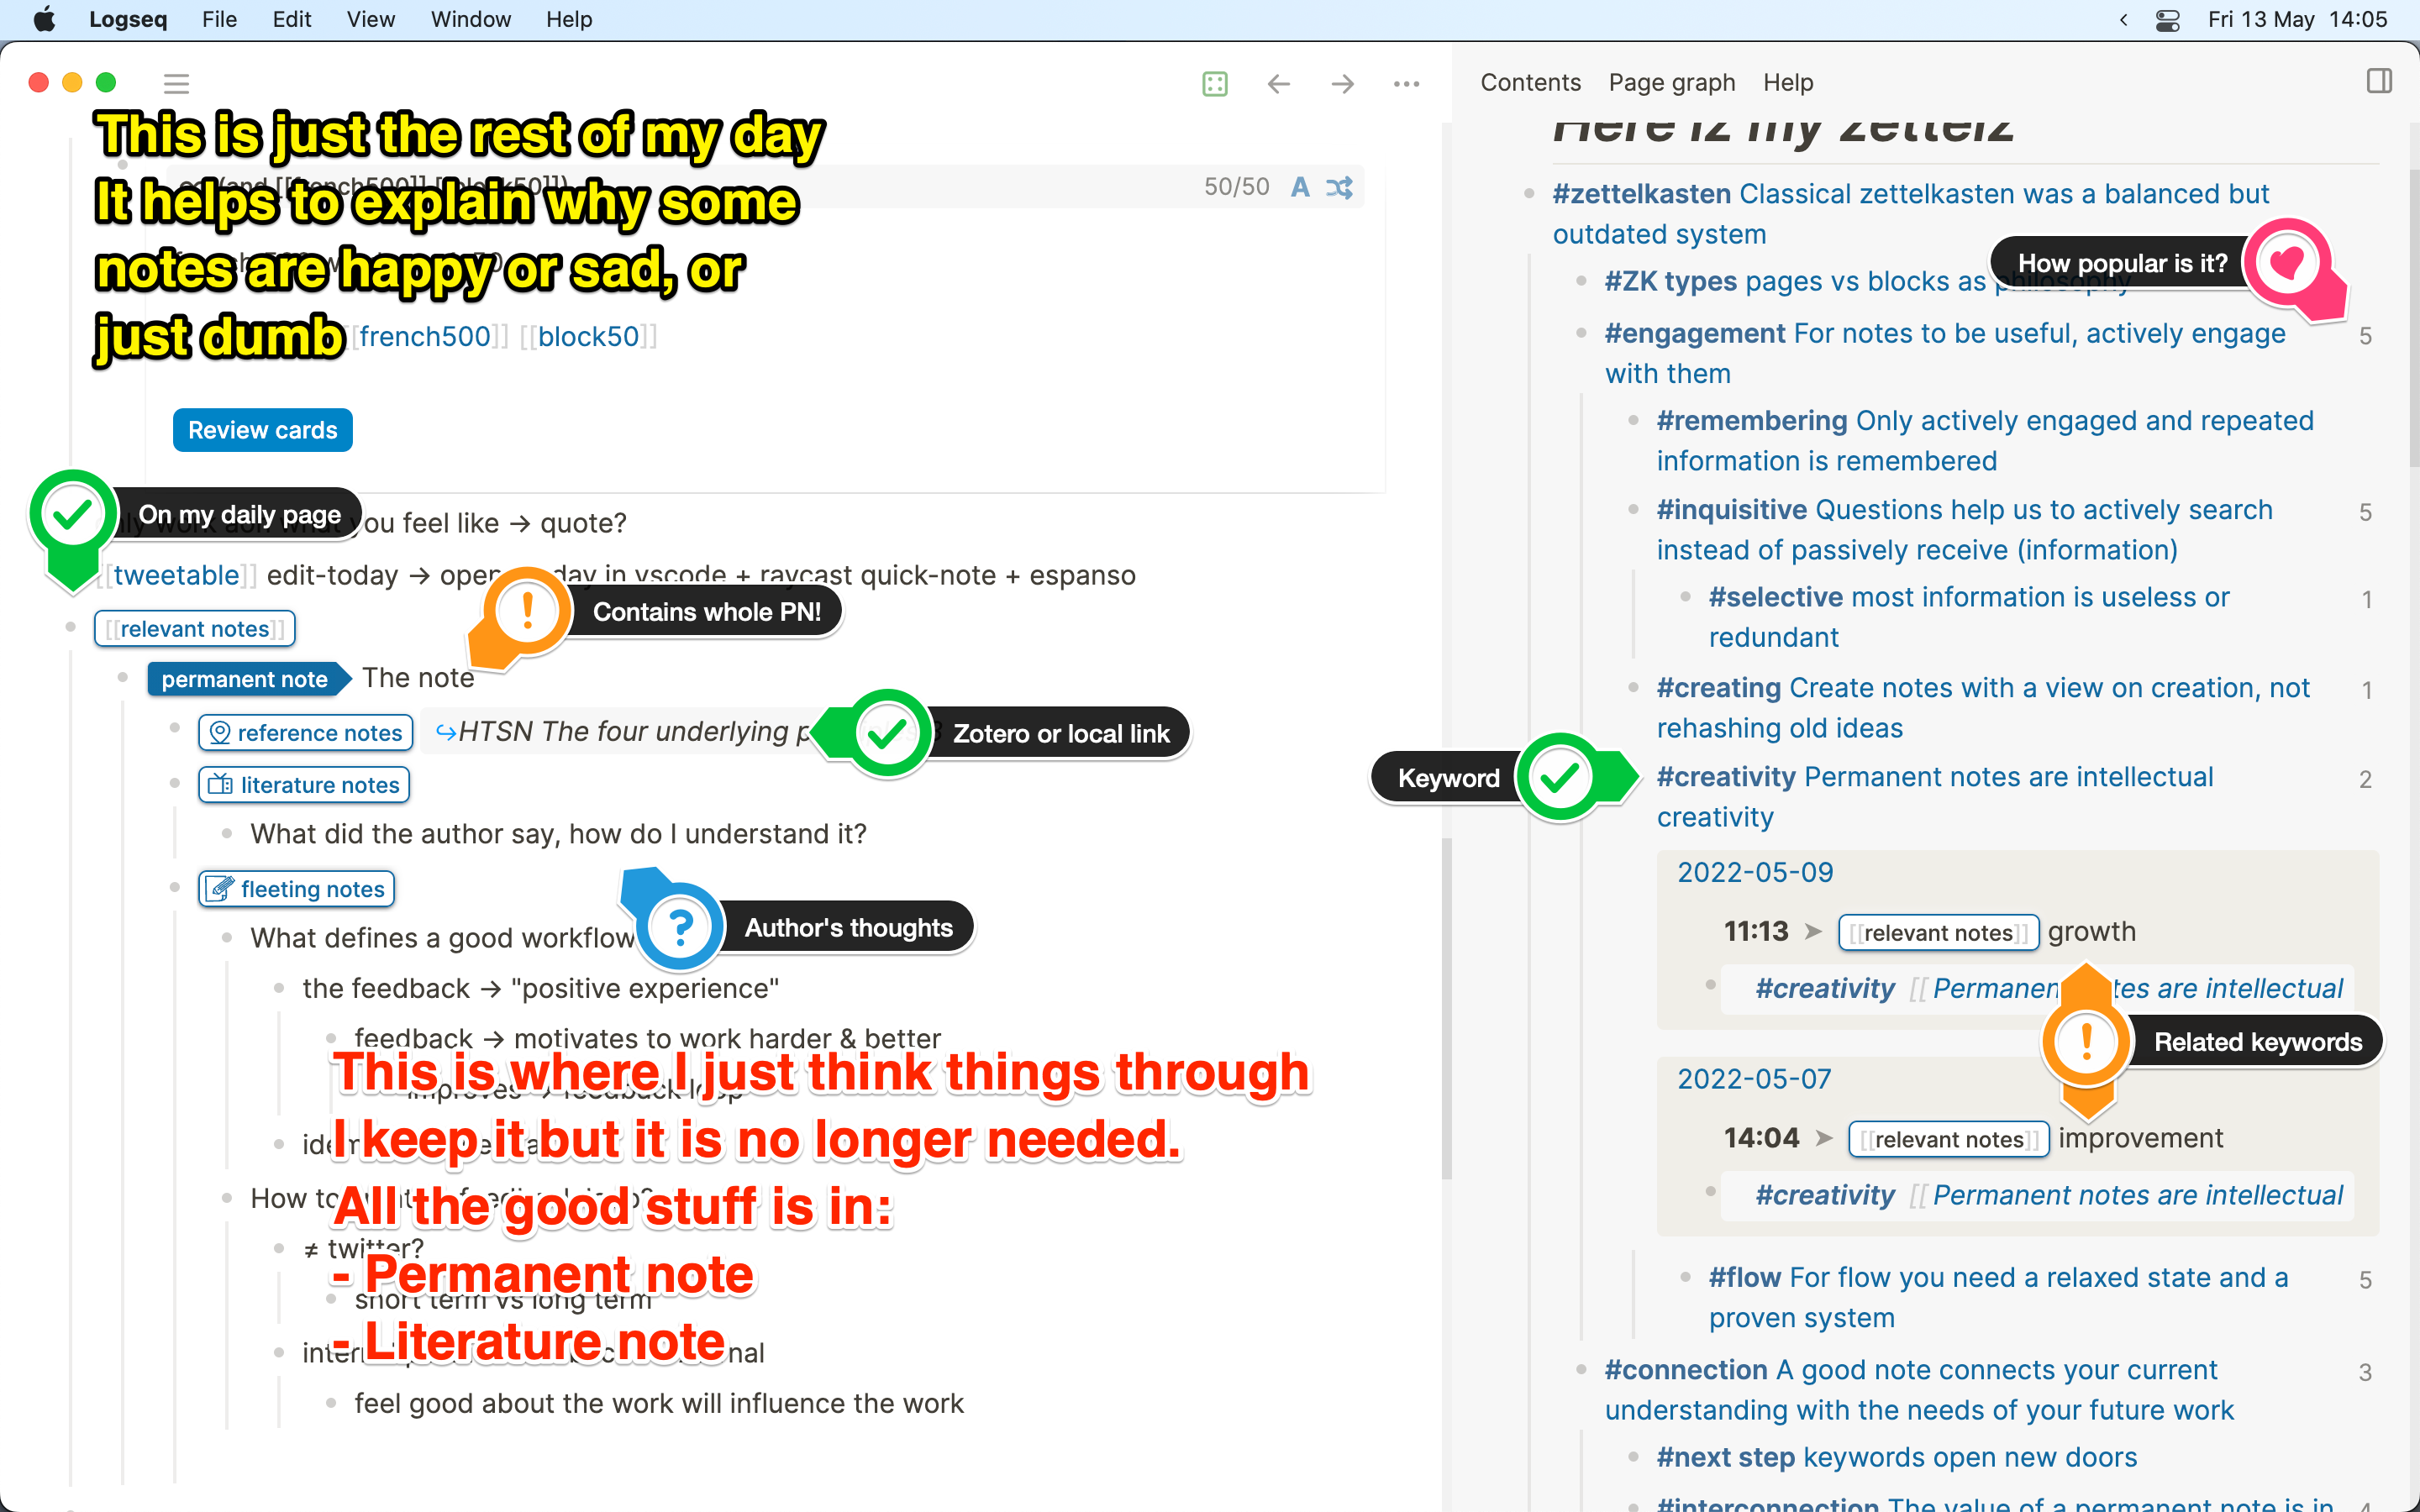 Logseq File Edit View Window Help
Fri 13 May 14:05
This is just the rest of my day
It helps to explain why some
notes are happy or sad, or
just dumb
50/50 A
[[french500]] [[block50]]
Review cards
On my daily page
you feel like → quote?
[[tweetable]] edit-today → open day in vscode + raycast quick-note + espanso
Contains whole PN!
[[relevant notes]]
permanent note The note
reference notes HTSN The four underlying
Zotero or local link
literature notes
What did the author say, how do I understand it?
fleeting notes
Author's thoughts
What defines a good workflow
the feedback → "positive experience"
feedback → motivates to work harder & better
This is where I just think things through
I keep it but it is no longer needed.
All the good stuff is in:
How to
≠ twitter?
- Permanent note
short term vs long term
- Literature note
feel good about the work will influence the work
Contents Page graph Help
Here iz my zettelz
#zettelkasten Classical zettelkasten was a balanced but
outdated system
How popular is it?
#ZK types pages vs blocks as philosophy
#engagement For notes to be useful, actively engage 5
with them
#remembering Only actively engaged and repeated
information is remembered
#inquisitive Questions help us to actively search 5
instead of passively receive (information)
#selective most information is useless or 1
redundant
#creating Create notes with a view on creation, not 1
rehashing old ideas
Keyword
#creativity Permanent notes are intellectual 2
creativity
2022-05-09
11:13 ➤ [[relevant notes]] growth
#creativity [[Permanent notes are intellectual
Related keywords
2022-05-07
14:04 ➤ [[relevant notes]] improvement
#creativity [[Permanent notes are intellectual
#flow For flow you need a relaxed state and a 5
proven system
#connection A good note connects your current 3
understanding with the needs of your future work
#next step keywords open new doors
#interconnection The value of a permanent note is in 4